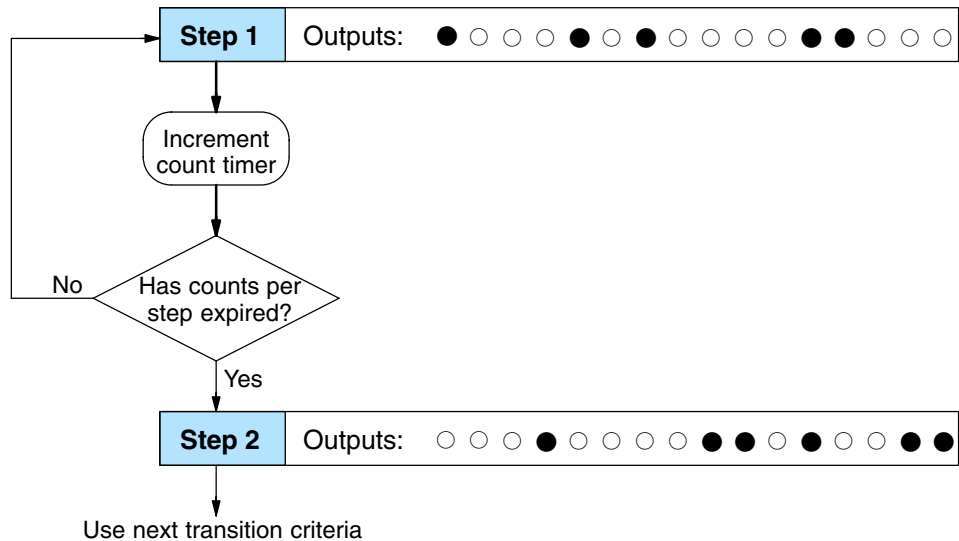 Step 1 Outputs:
Increment
count timer
No
Has counts per
step expired?
Yes
Step 2 Outputs:
Use next transition criteria